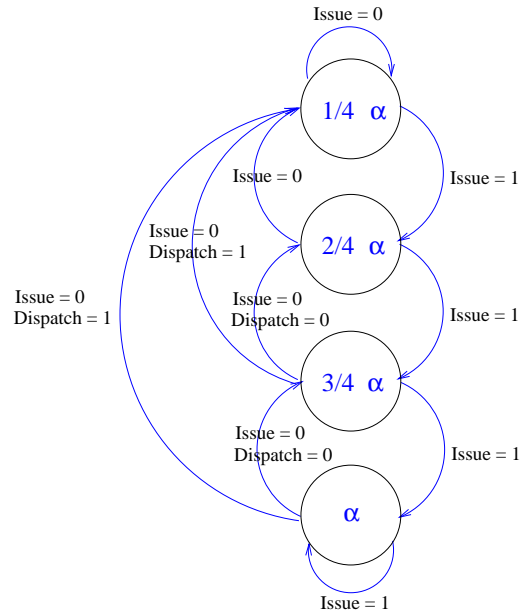 Issue = 0
1/4 α
Issue = 0
Issue = 1
Issue = 0
Dispatch = 1
2/4 α
Issue = 0
Dispatch = 1
Issue = 0
Dispatch = 0
Issue = 1
3/4 α
Issue = 0
Dispatch = 0
Issue = 1
α
Issue = 1